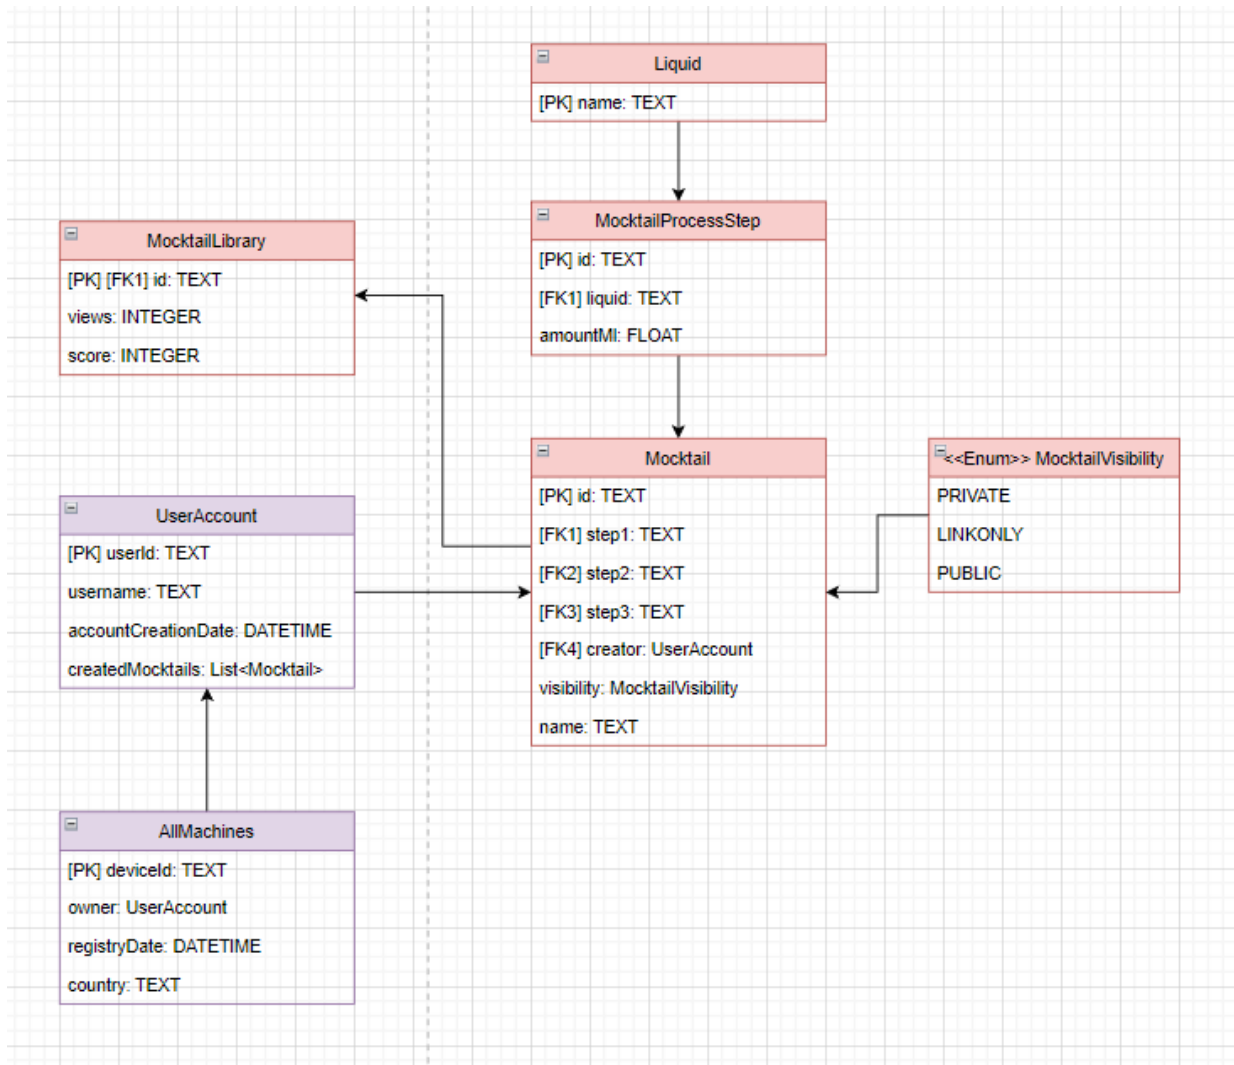 Liquid
[PK] name: TEXT
MocktailProcessStep
[PK] id: TEXT
[FK1] liquid: TEXT
amountMl: FLOAT
MocktailLibrary
[PK] [FK1] id: TEXT
views: INTEGER
score: INTEGER
Mocktail
[PK] id: TEXT
[FK1] step1: TEXT
[FK2] step2: TEXT
[FK3] step3: TEXT
[FK4] creator: UserAccount
visibility: MocktailVisibility
name: TEXT
<<Enum>> MocktailVisibility
PRIVATE
LINKONLY
PUBLIC
UserAccount
[PK] userId: TEXT
username: TEXT
accountCreationDate: DATETIME
createdMocktails: List<Mocktail>
AllMachines
[PK] deviceId: TEXT
owner: UserAccount
registryDate: DATETIME
country: TEXT